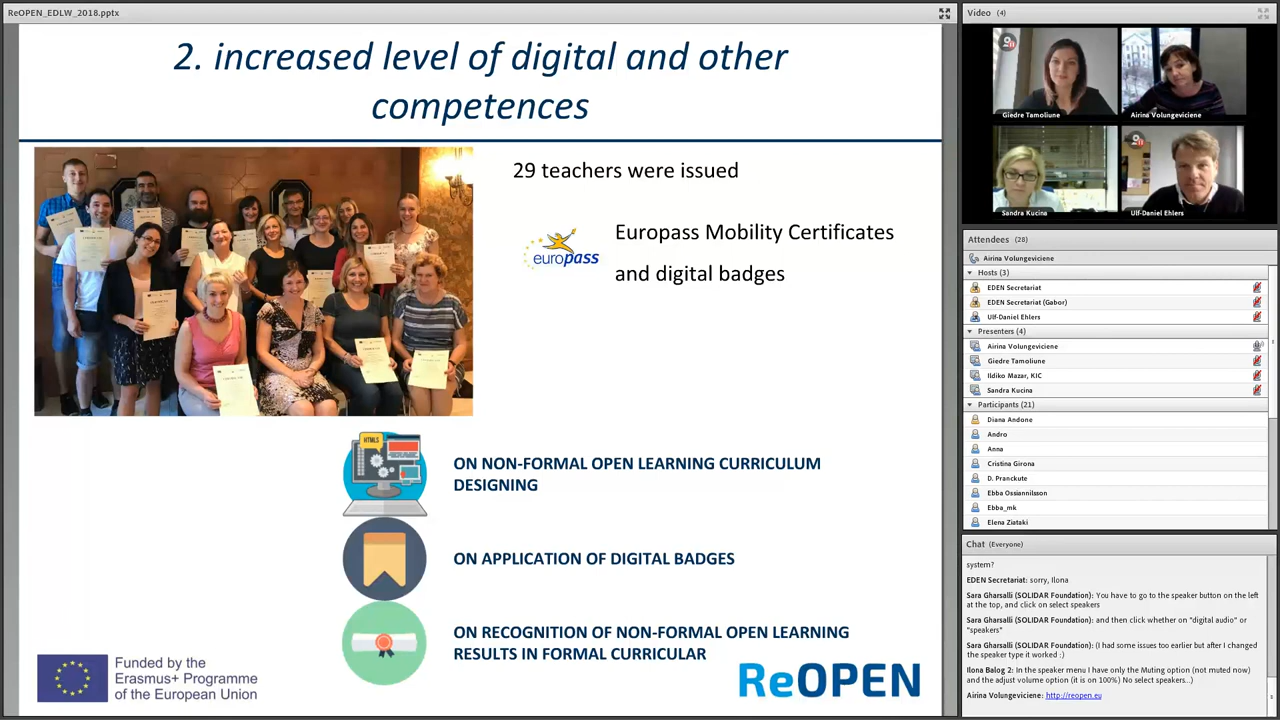 ReOPEN_EDLW_2018.pptx
2. increased level of digital and other
competences
29 teachers were issued
europass
Europass Mobility Certificates
and digital badges
HTML5
ON NON-FORMAL OPEN LEARNING CURRICULUM
DESIGNING
ON APPLICATION OF DIGITAL BADGES
ON RECOGNITION OF NON-FORMAL OPEN LEARNING
RESULTS IN FORMAL CURRICULAR
Funded by the
Erasmus+ Programme
of the European Union
ReOPEN
Video (4)
Giedre Tamoliune
Airina Volungeviciene
Sandra Kucina
Ulf-Daniel Ehlers
Attendees (28)
Airina Volungeviciene
Hosts (3)
EDEN Secretariat
EDEN Secretariat (Gabor)
Ulf-Daniel Ehlers
Presenters (4)
Airina Volungeviciene
Giedre Tamoliune
Ildiko Mazar, KIC
Sandra Kucina
Participants (21)
Diana Andone
Andro
Anna
Cristina Girona
D. Pranckute
Ebba Ossiannilsson
Ebba_mk
Elena Ziataki
Chat (Everyone)
system?
EDEN Secretariat: sorry, Ilona
Sara Gharsalli (SOLIDAR Foundation): You have to go to the speaker button on the left
at the top, and click on select speakers
Sara Gharsalli (SOLIDAR Foundation): and then click whether on "digital audio" or
"speakers"
Sara Gharsalli (SOLIDAR Foundation): (I had some issues too earlier but after I changed
the speaker type it worked :)
Ilona Balog 2: In the speaker menu I have only the Muting option (not muted now)
and the adjust volume option (it is on 100%) No select speakers...)
Airina Volungeviciene: http://reopen.eu